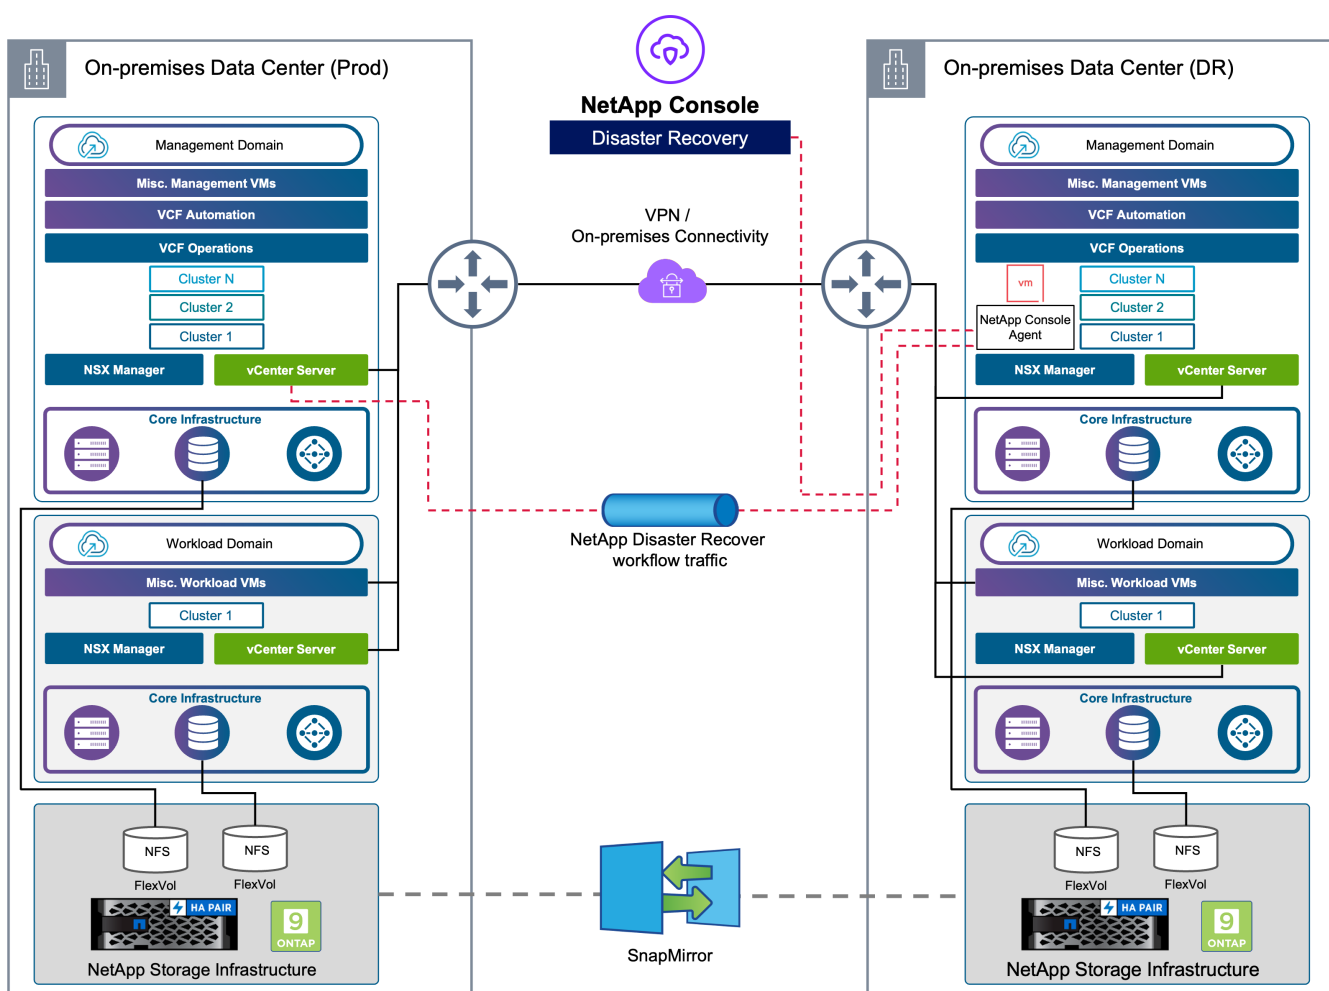 On-premises Data Center (Prod)
Management Domain
Misc. Management VMs
VCF Automation
VCF Operations
Cluster N
Cluster 2
Cluster 1
NSX Manager
vCenter Server
Core Infrastructure
Workload Domain
Misc. Workload VMs
Cluster 1
NSX Manager
vCenter Server
Core Infrastructure
NFS
NFS
FlexVol
FlexVol
HA PAIR
9
ONTAP
NetApp Storage Infrastructure
NetApp Console
Disaster Recovery
VPN /
On-premises Connectivity
NetApp Disaster Recover
workflow traffic
SnapMirror
On-premises Data Center (DR)
Management Domain
Misc. Management VMs
VCF Automation
VCF Operations
vm
NetApp Console
Agent
Cluster N
Cluster 2
Cluster 1
NSX Manager
vCenter Server
Core Infrastructure
Workload Domain
Misc. Workload VMs
Cluster 1
NSX Manager
vCenter Server
Core Infrastructure
NFS
NFS
FlexVol
FlexVol
HA PAIR
9
ONTAP
NetApp Storage Infrastructure